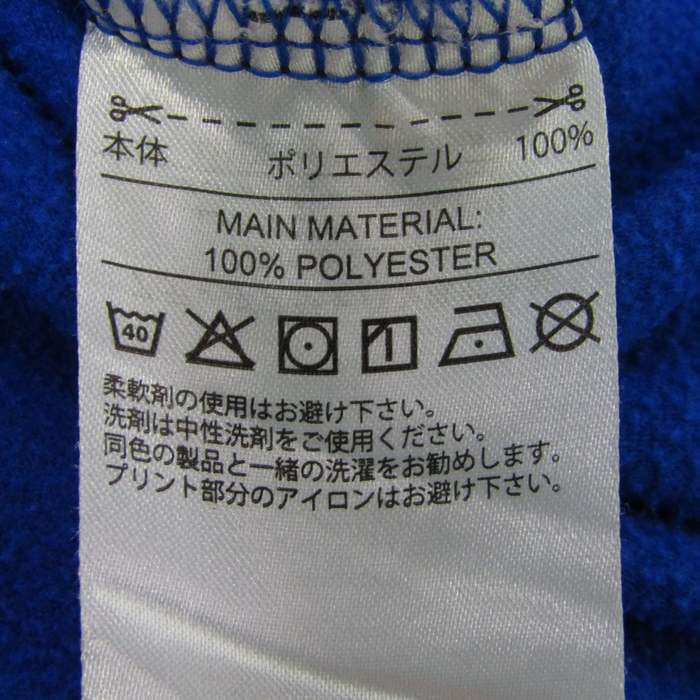 本体 ポリエステル 100%
MAIN MATERIAL:
100% POLYESTER
40
柔軟剤の使用はお避け下さい。
洗剤は中性洗剤をご使用ください。
同色の製品と一緒の洗濯をお勧めします。
プリント部分のアイロンはお避け下さい。